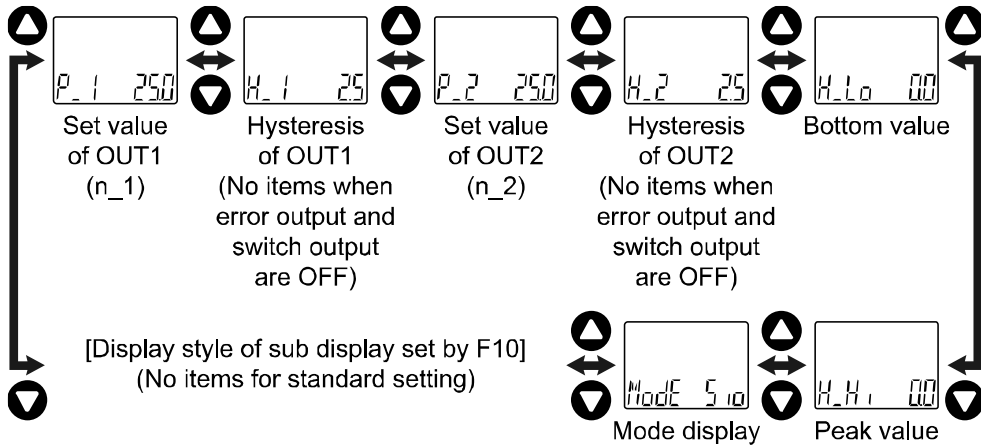 P_1 25.0
H_1 2.5
P_2 25.0
H_2 2.5
H_Lo 0.0
Set value
of OUT1
(n_1)
Hysteresis
of OUT1
(No items when
error output and
switch output
are OFF)
Set value
of OUT2
(n_2)
Hysteresis
of OUT2
(No items when
error output and
switch output
are OFF)
Bottom value
[Display style of sub display set by F10]
(No items for standard setting)
ModE Sio
Mode display
H_Hi 0.0
Peak value